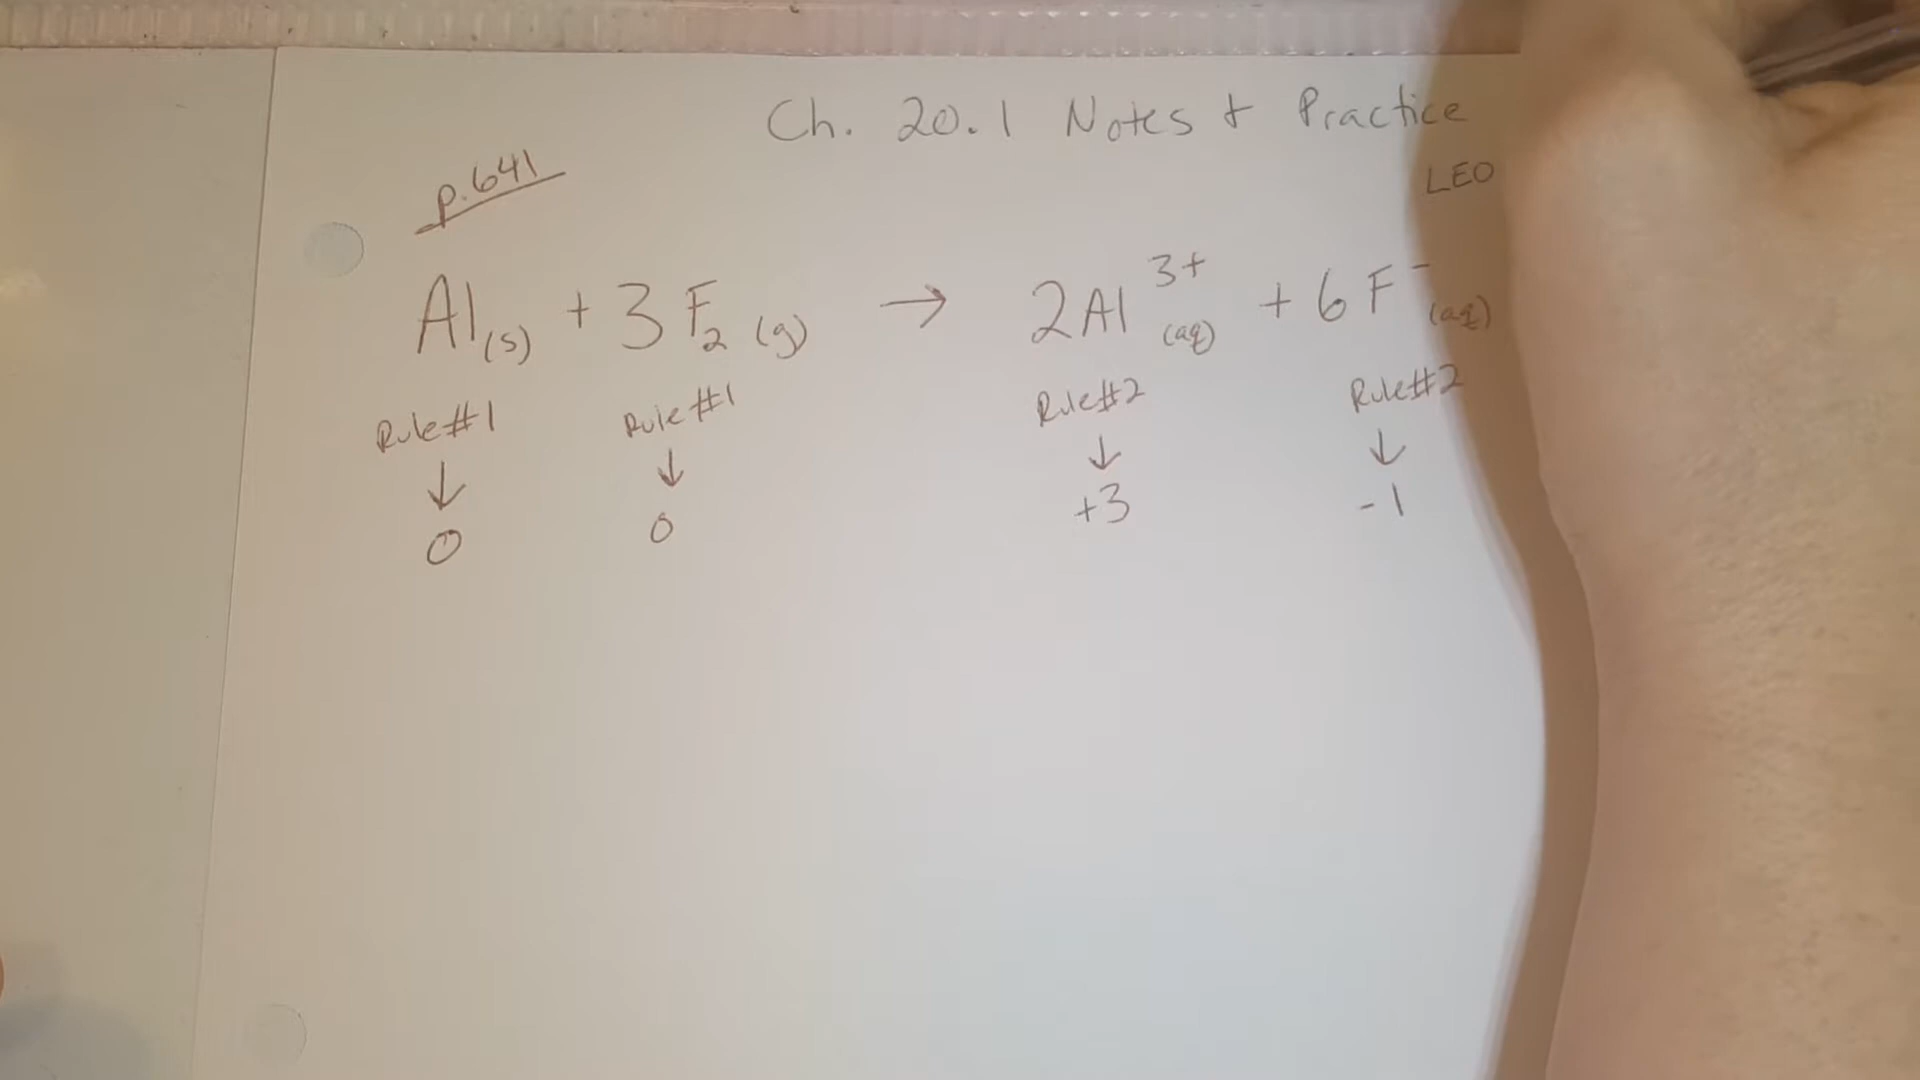 Ch. 20.1 Notes + Practice
p.641
LEO
Al(s) + 3 F₂ (g) → 2Al³⁺(aq) + 6F⁻(aq)
Rule#1 Rule#1 Rule#2 Rule#2
↓ ↓ ↓ ↓
0 0 +3 -1